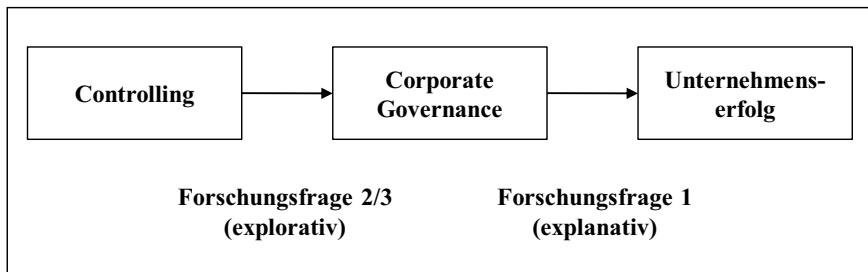 Controlling
Corporate
Governance
Unternehmens-
erfolg
Forschungsfrage 2/3
(explorativ)
Forschungsfrage 1
(explanativ)